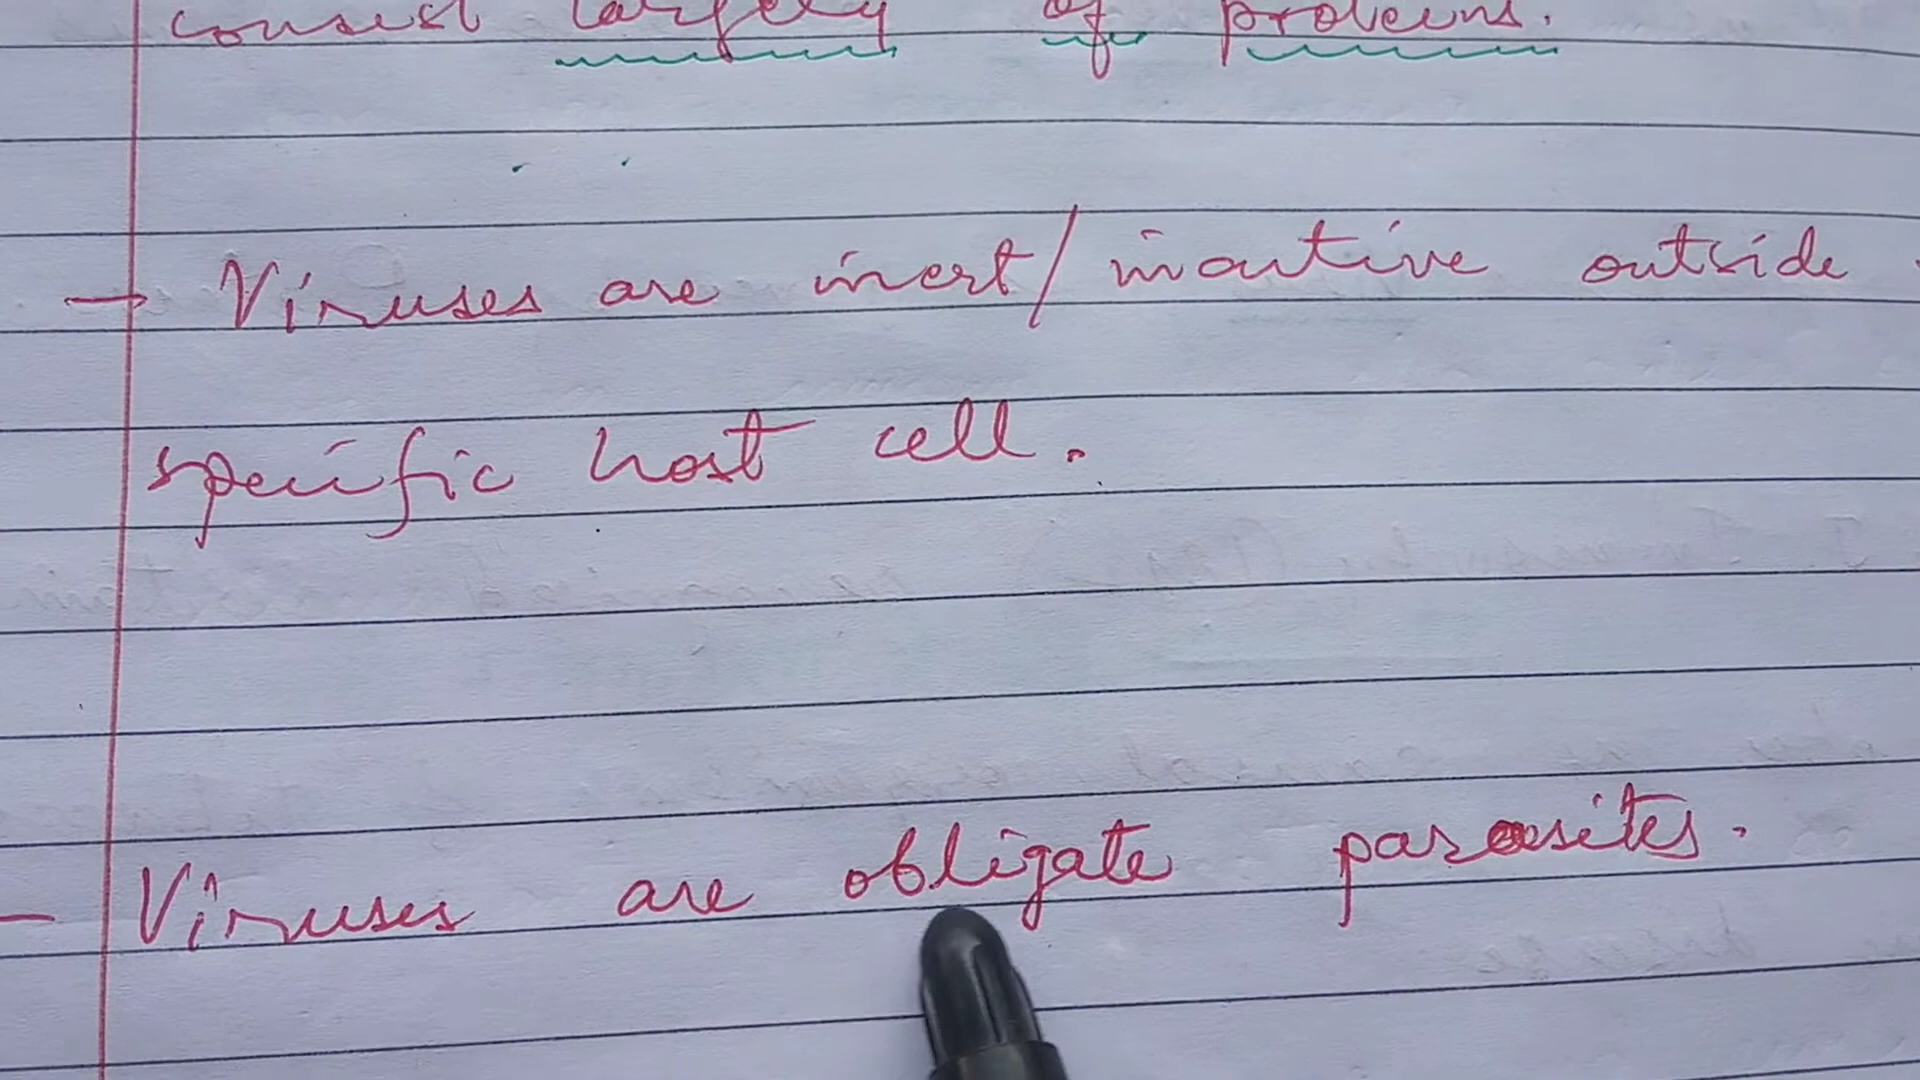 consist largely of proteins.
→ Viruses are inert/inactive outside
specific host cell.
- Viruses are obligate parasites.